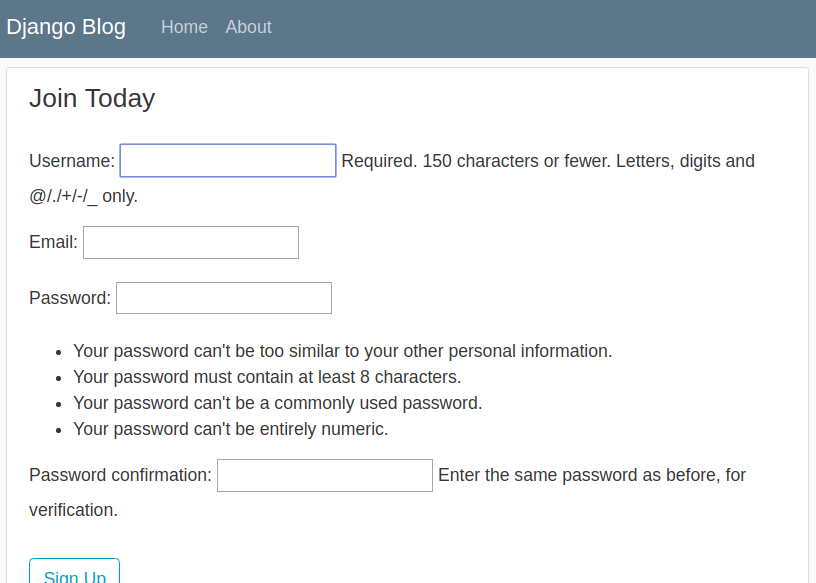 Django Blog Home About
Join Today
Username: Required. 150 characters or fewer. Letters, digits and
@/./+/-/_ only.
Email:
Password:
• Your password can't be too similar to your other personal information.
• Your password must contain at least 8 characters.
• Your password can't be a commonly used password.
• Your password can't be entirely numeric.
Password confirmation: Enter the same password as before, for
verification.
Sign Up